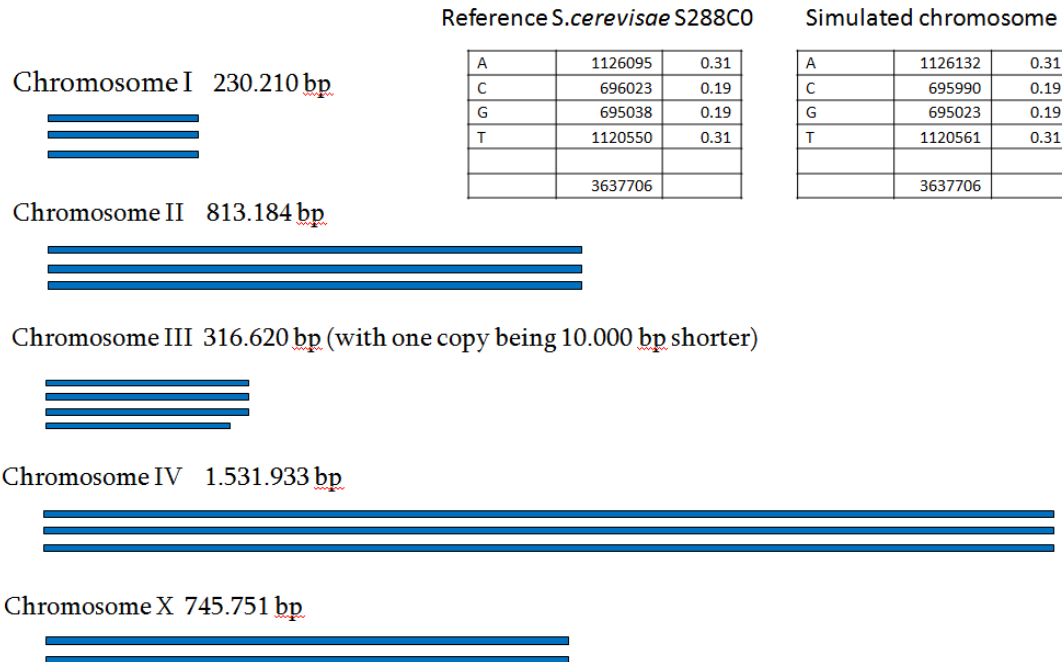 Reference S.cerevisae S288C0
Simulated chromosome
A 1126095 0.31
C 696023 0.19
G 695038 0.19
T 1120550 0.31
3637706
A 1126132 0.31
C 695990 0.19
G 695023 0.19
T 1120561 0.31
3637706
Chromosome I 230.210 bp
Chromosome II 813.184 bp
Chromosome III 316.620 bp (with one copy being 10.000 bp shorter)
Chromosome IV 1.531.933 bp
Chromosome X 745.751 bp